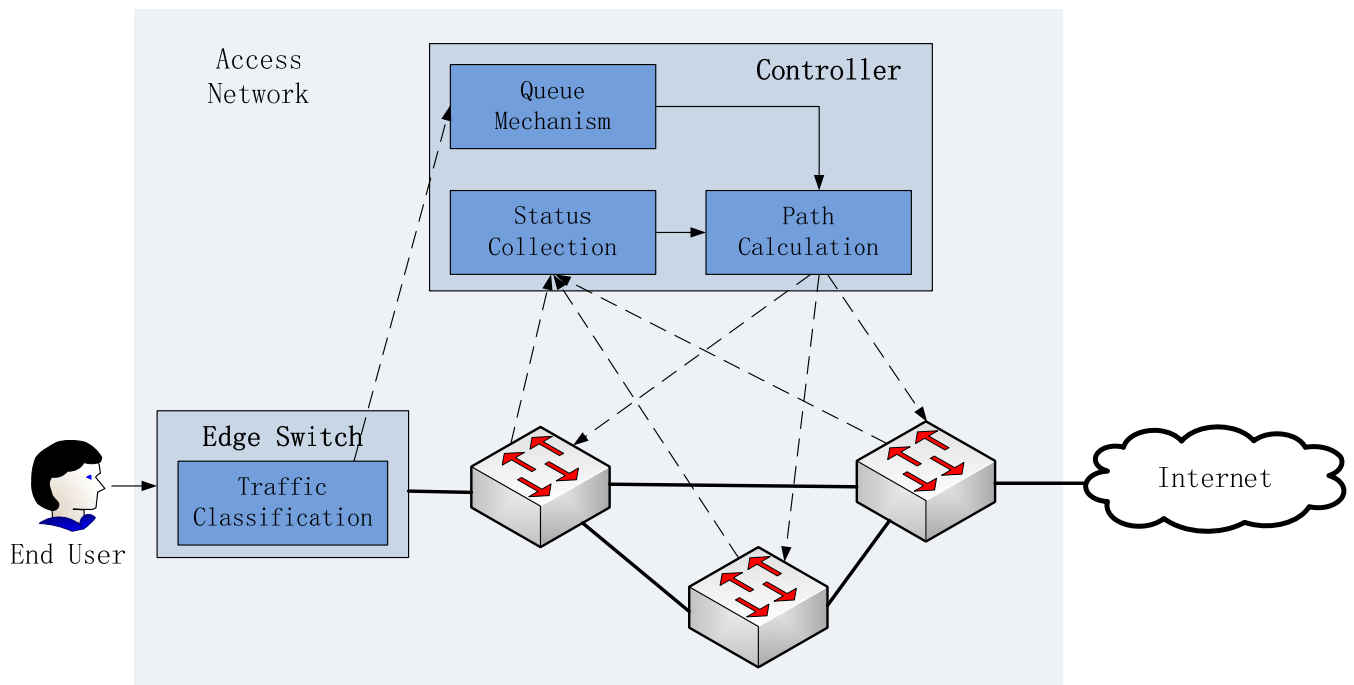 Access
Network
Controller
Queue
Mechanism
Status
Collection
Path
Calculation
Edge Switch
Traffic
Classification
End User
Internet